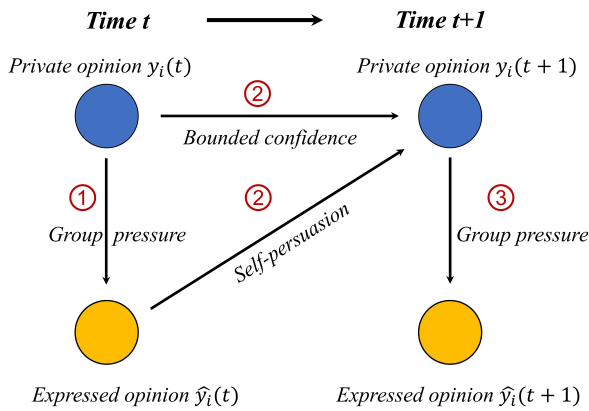 Time t
Time t+1
Private opinion yᵢ(t)
Private opinion yᵢ(t + 1)
②
Bounded confidence
①
②
③
Group pressure
Self-persuasion
Group pressure
Expressed opinion ŷᵢ(t)
Expressed opinion ŷᵢ(t + 1)